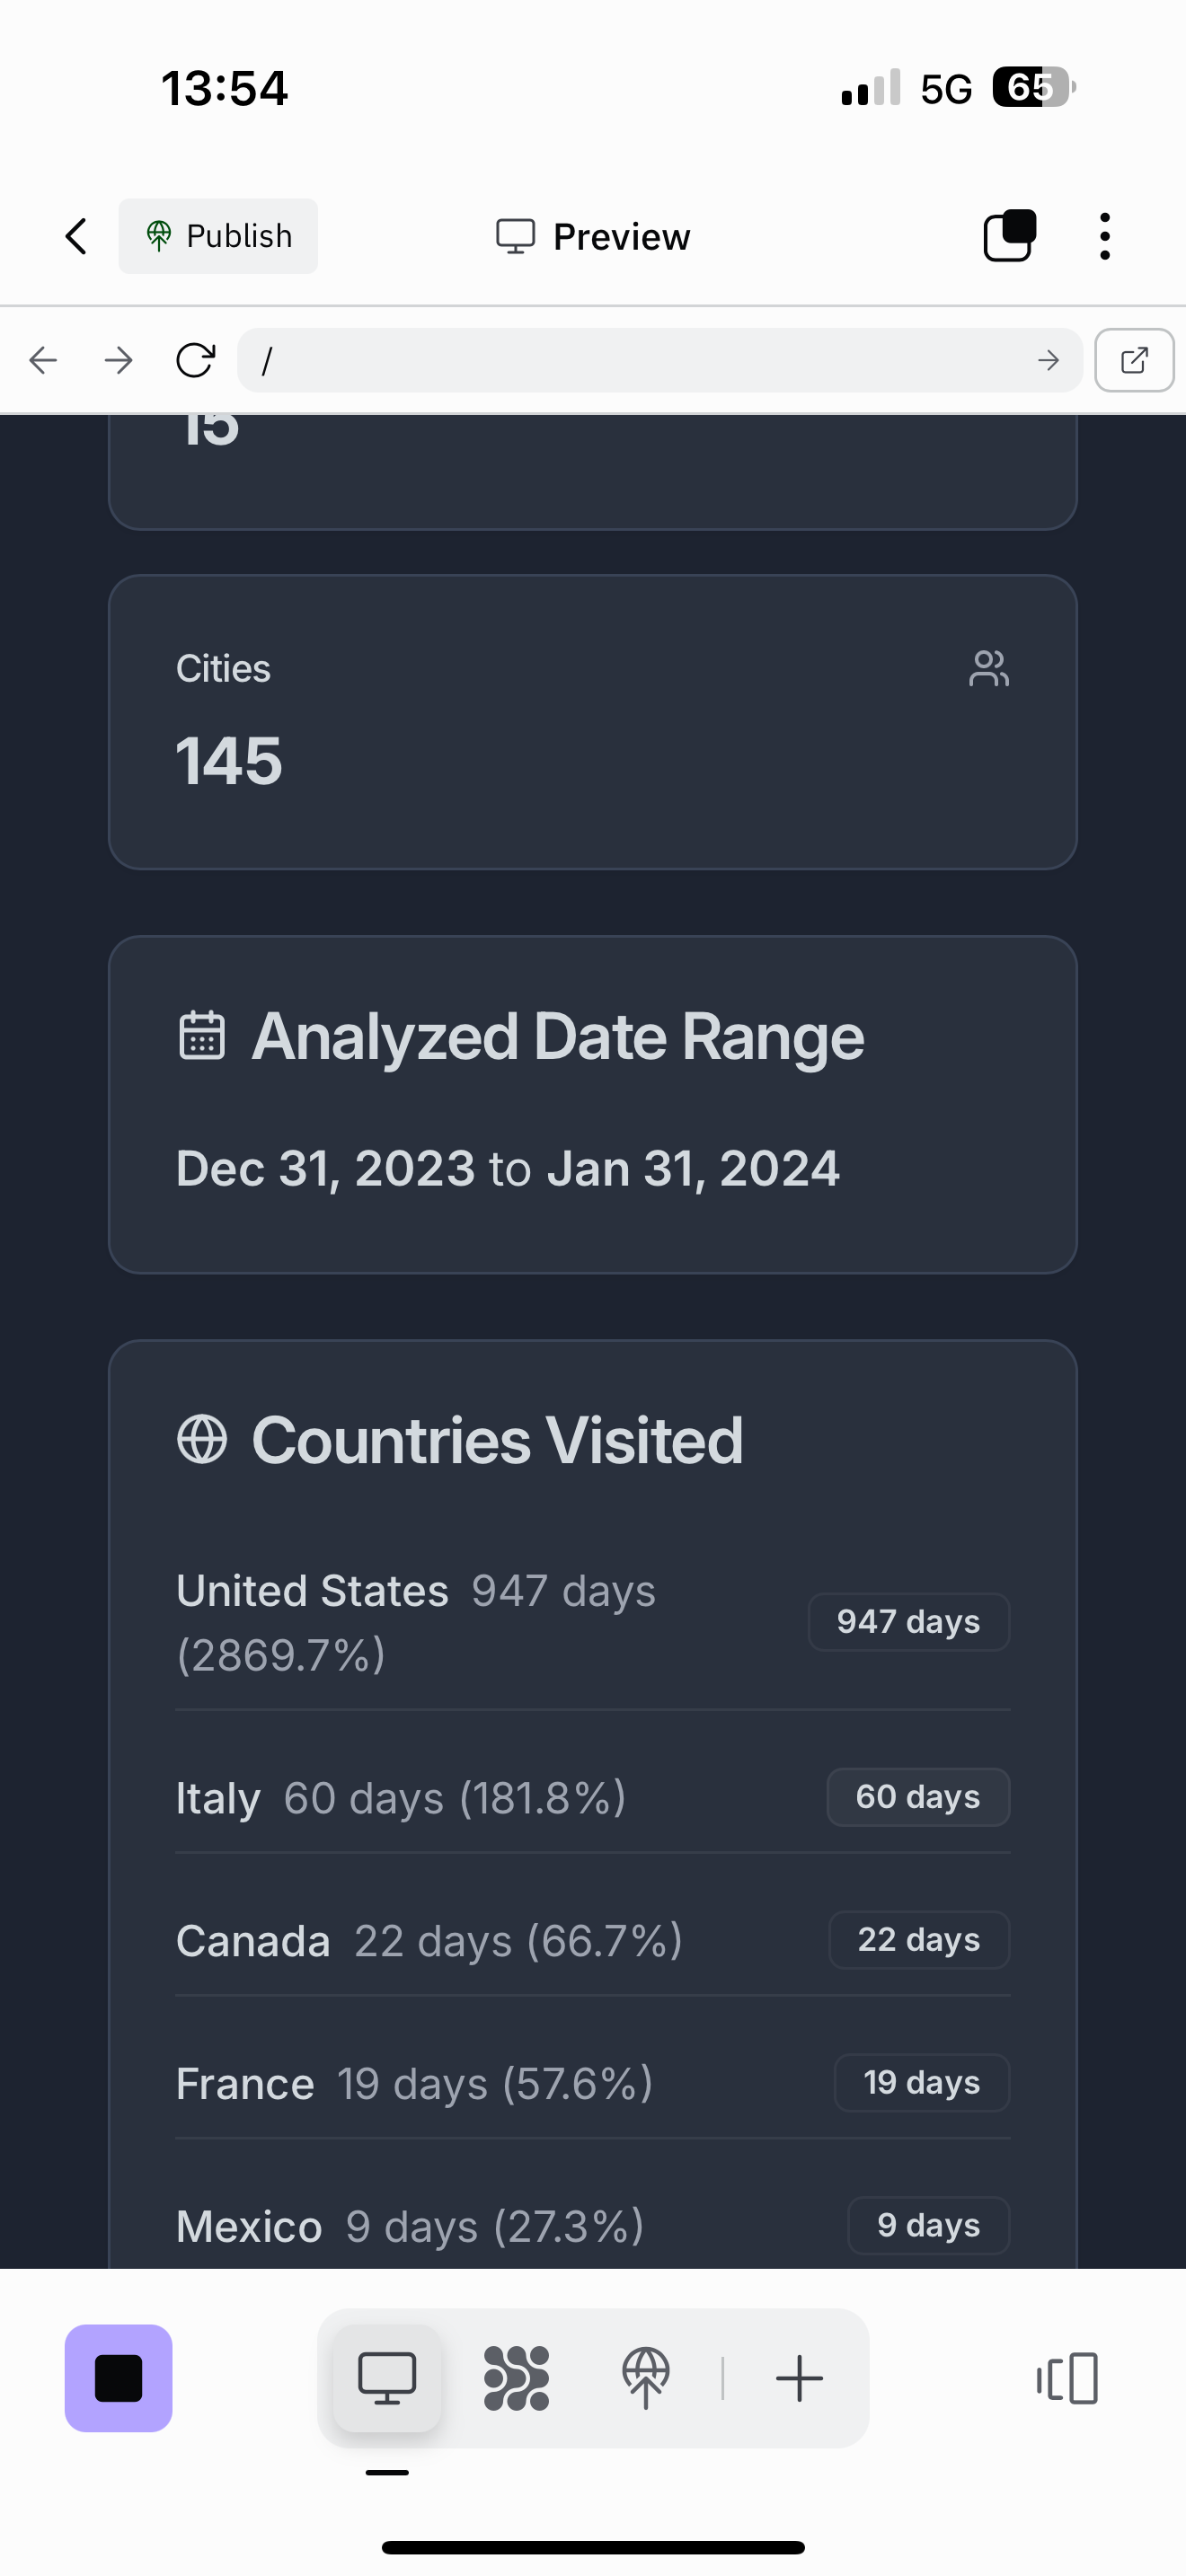 13:54
5G
65
Publish
Preview
/
15
Cities
145
Analyzed Date Range
Dec 31, 2023 to Jan 31, 2024
Countries Visited
United States 947 days
(2869.7%)
947 days
Italy 60 days (181.8%)
60 days
Canada 22 days (66.7%)
22 days
France 19 days (57.6%)
19 days
Mexico 9 days (27.3%)
9 days